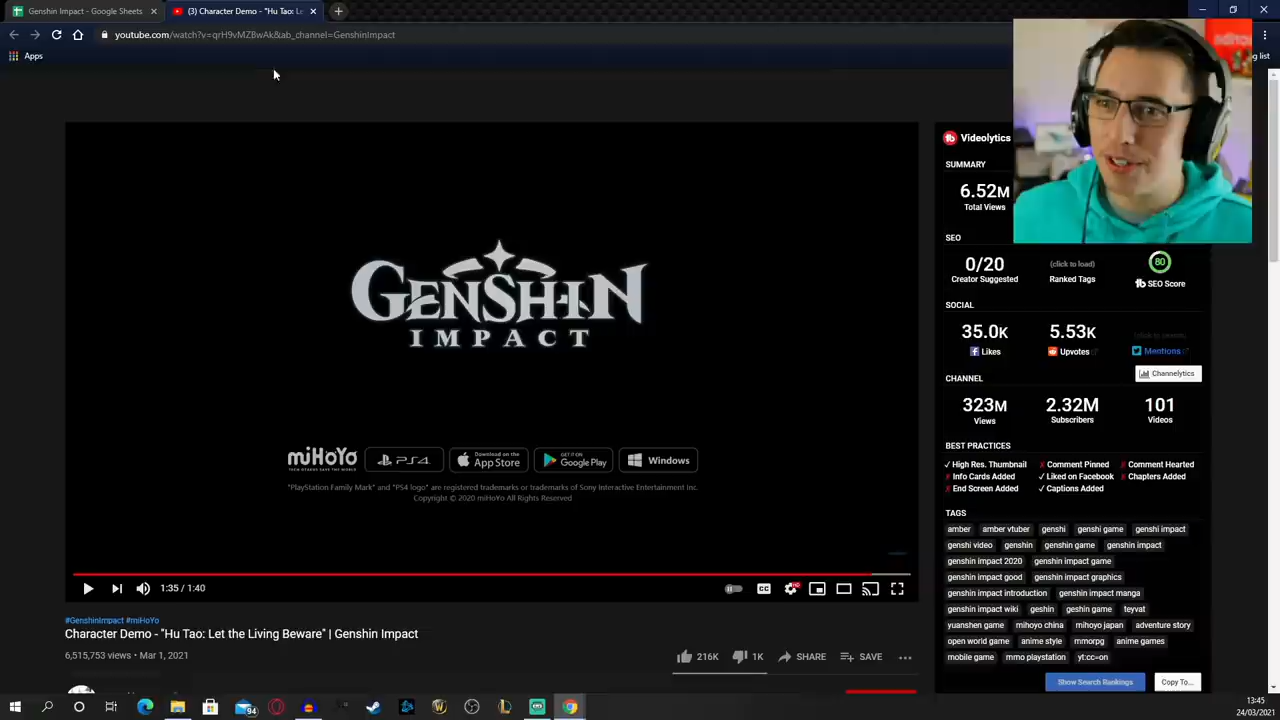 Genshin Impact - Google Sheets
(3) Character Demo - "Hu Tao: Le
youtube.com/watch?v=qrH9vMZBwAk&ab_channel=GenshinImpact
Apps
g list
GENSHIN
IMPACT
miHoYo
TECH OTAKUS SAVE THE WORLD
PS4
Download on the
App Store
GET IT ON
Google Play
Windows
"PlayStation Family Mark" and "PS4 logo" are registered trademarks or trademarks of Sony Interactive Entertainment Inc.
Copyright © 2020 miHoYo All Rights Reserved
1:35 / 1:40
CC
HD
#GenshinImpact #miHoYo
Character Demo - "Hu Tao: Let the Living Beware" | Genshin Impact
6,515,753 views • Mar 1, 2021
216K
1K
SHARE
SAVE
Videolytics
SUMMARY
6.52M
Total Views
SEO
0/20
Creator Suggested
(click to load)
Ranked Tags
80
tb SEO Score
SOCIAL
35.0K
Likes
5.53K
Upvotes
Mentions
Channelytics
CHANNEL
323M
Views
2.32M
Subscribers
101
Videos
BEST PRACTICES
✓ High Res. Thumbnail
✗ Comment Pinned
✗ Comment Hearted
✗ Info Cards Added
✓ Liked on Facebook
✗ Chapters Added
✗ End Screen Added
✓ Captions Added
TAGS
amber amber vtuber genshi genshi game genshi impact
genshi video genshin genshin game genshin impact
genshin impact 2020 genshin impact game
genshin impact good genshin impact graphics
genshin impact introduction genshin impact manga
genshin impact wiki geshin geshin game teyvat
yuanshen game mihoyo china mihoyo japan adventure story
open world game anime style mmorpg anime games
mobile game mmo playstation yt:cc=on
Show Search Rankings
Copy To...
94
13:45
24/03/2021